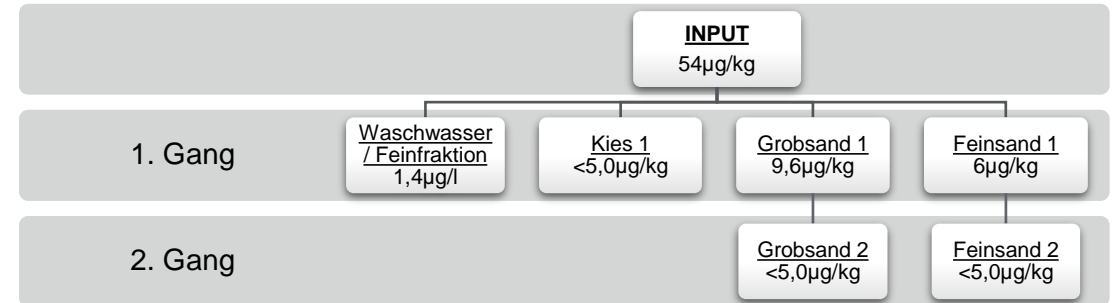 INPUT
54µg/kg
1. Gang
Waschwasser
/ Feinfraktion
1,4µg/l
Kies 1
<5,0µg/kg
Grobsand 1
9,6µg/kg
Feinsand 1
6µg/kg
2. Gang
Grobsand 2
<5,0µg/kg
Feinsand 2
<5,0µg/kg